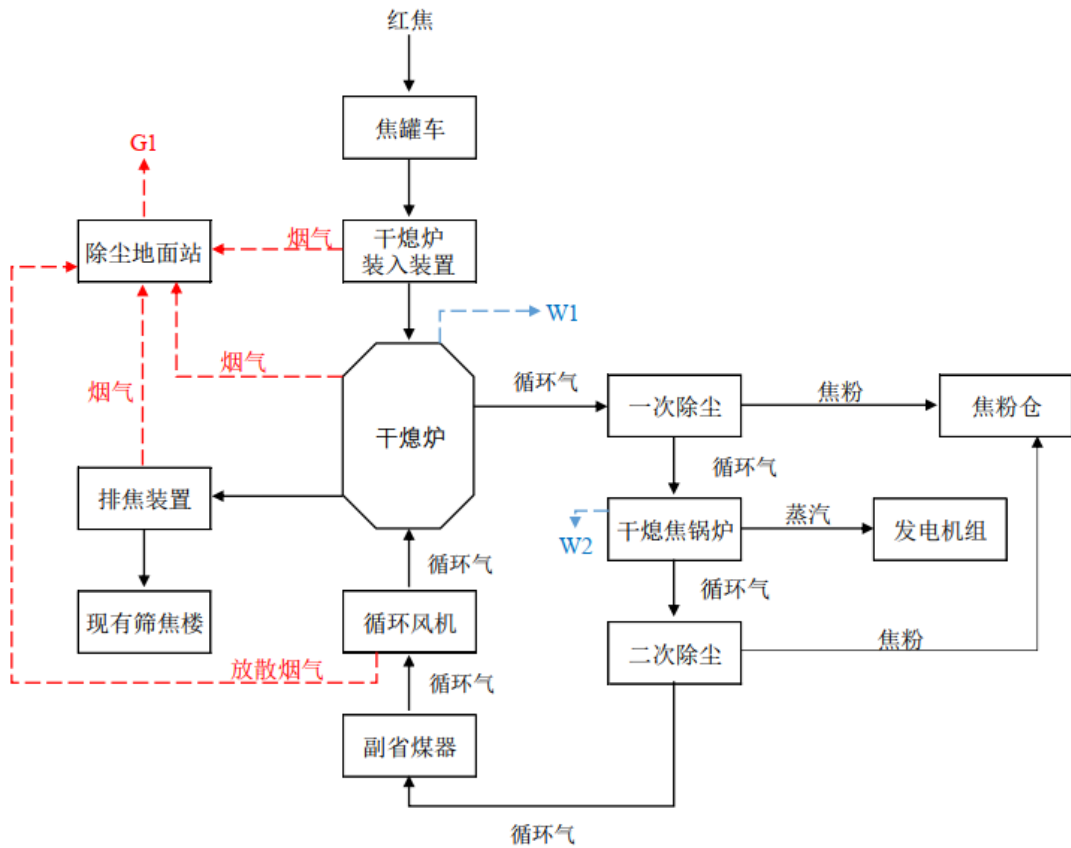 红焦
焦罐车
G1
除尘地面站
烟气
干熄炉
装入装置
W1
烟气
循环气
一次除尘
焦粉
焦粉仓
烟气
干熄炉
循环气
排焦装置
W2
干熄焦锅炉
蒸汽
发电机组
循环气
循环气
现有筛焦楼
循环风机
二次除尘
焦粉
放散烟气
循环气
副省煤器
循环气